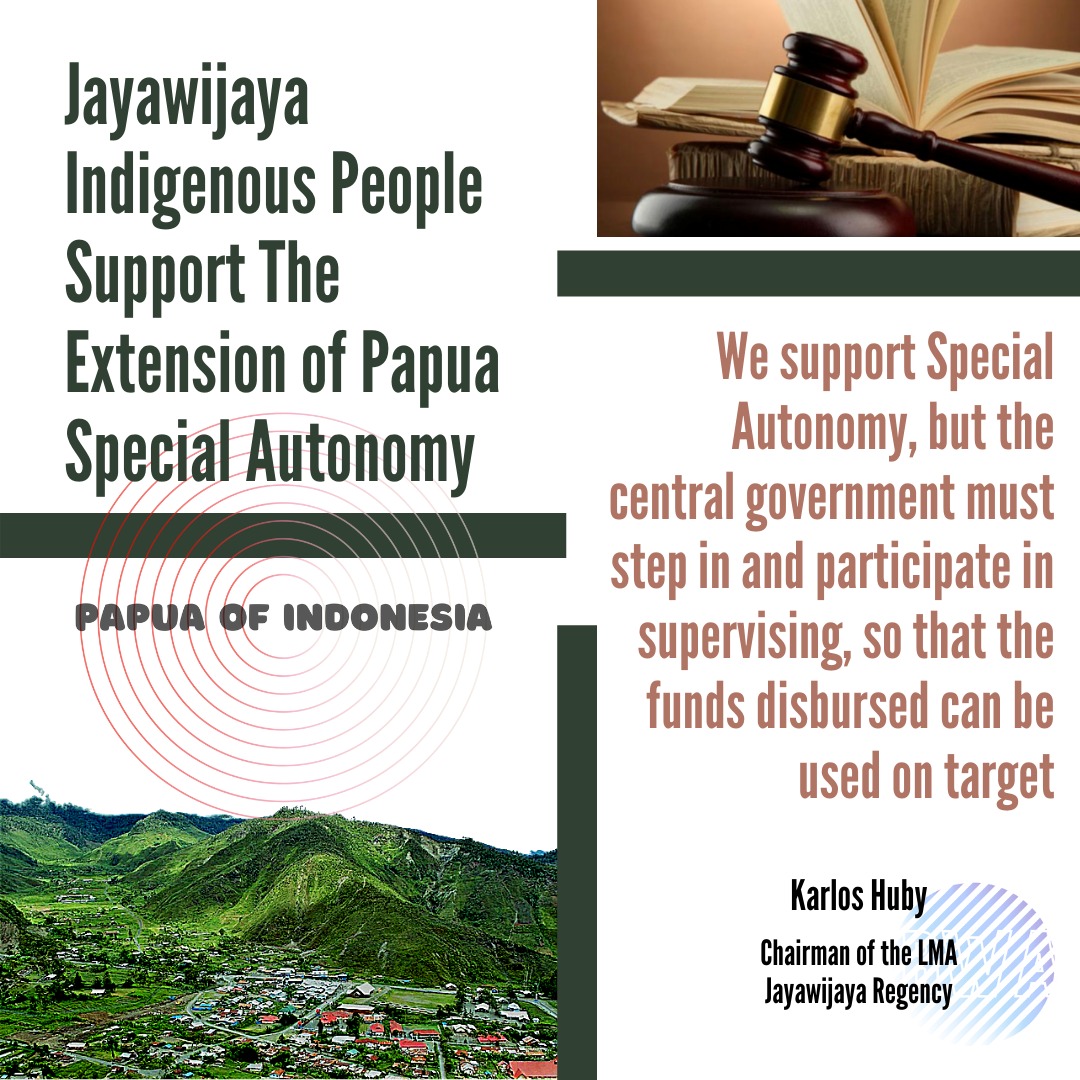 Jayawijaya
Indigenous People
Support The
Extension of Papua
Special Autonomy
PAPUA OF INDONESIA
We support Special
Autonomy, but the
central government must
step in and participate in
supervising, so that the
funds disbursed can be
used on target
Karlos Huby
Chairman of the LMA
Jayawijaya Regency